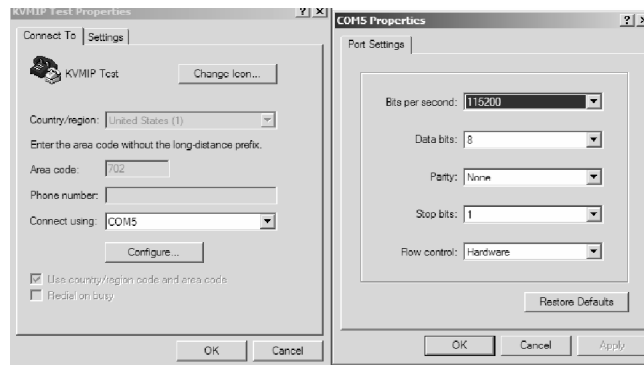 KVMIP Test Properties
Connect To
Settings
KVMIP Test
Change Icon...
Country/region: United States (1)
Enter the area code without the long-distance prefix.
Area code: 702
Phone number:
Connect using: COM5
Configure...
Use country/region code and area code
Redial on busy
OK
Cancel
COM5 Properties
Port Settings
Bits per second: 115200
Data bits: 8
Parity: None
Stop bits: 1
Flow control: Hardware
Restore Defaults
OK
Cancel
Apply